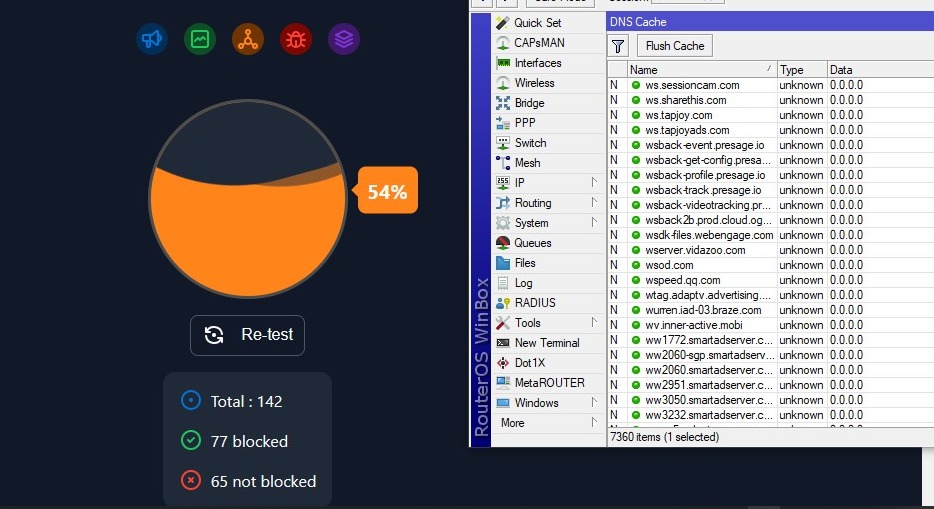 54%
Re-test
Total : 142
77 blocked
65 not blocked
RouterOS WinBox
Quick Set
CAPsMAN
Interfaces
Wireless
Bridge
PPP
Switch
Mesh
IP
Routing
System
Queues
Files
Log
RADIUS
Tools
New Terminal
Dot1X
MetaROUTER
Windows
More
DNS Cache
Flush Cache
Name Type Data
N ws.sessioncam.com unknown 0.0.0.0
N ws.sharethis.com unknown 0.0.0.0
N ws.tapjoy.com unknown 0.0.0.0
N ws.tapjoyads.com unknown 0.0.0.0
N wsback-event.presage.io unknown 0.0.0.0
N wsback-get-config.presa... unknown 0.0.0.0
N wsback-profile.presage.io unknown 0.0.0.0
N wsback-track.presage.io unknown 0.0.0.0
N wsback-videotracking.pr... unknown 0.0.0.0
N wsback2b.prod.cloud.og... unknown 0.0.0.0
N wsdk-files.webengage.com unknown 0.0.0.0
N wserver.vidazoo.com unknown 0.0.0.0
N wsod.com unknown 0.0.0.0
N wspeed.qq.com unknown 0.0.0.0
N wtag.adaptv.advertising.... unknown 0.0.0.0
N wurren.iad-03.braze.com unknown 0.0.0.0
N wv.inner-active.mobi unknown 0.0.0.0
N ww1772.smartadserver.c... unknown 0.0.0.0
N ww2060-sgp.smartadserv... unknown 0.0.0.0
N ww2060.smartadserver.c... unknown 0.0.0.0
N ww2951.smartadserver.c... unknown 0.0.0.0
N ww3050.smartadserver.c... unknown 0.0.0.0
N ww3232.smartadserver.c... unknown 0.0.0.0
7360 items (1 selected)